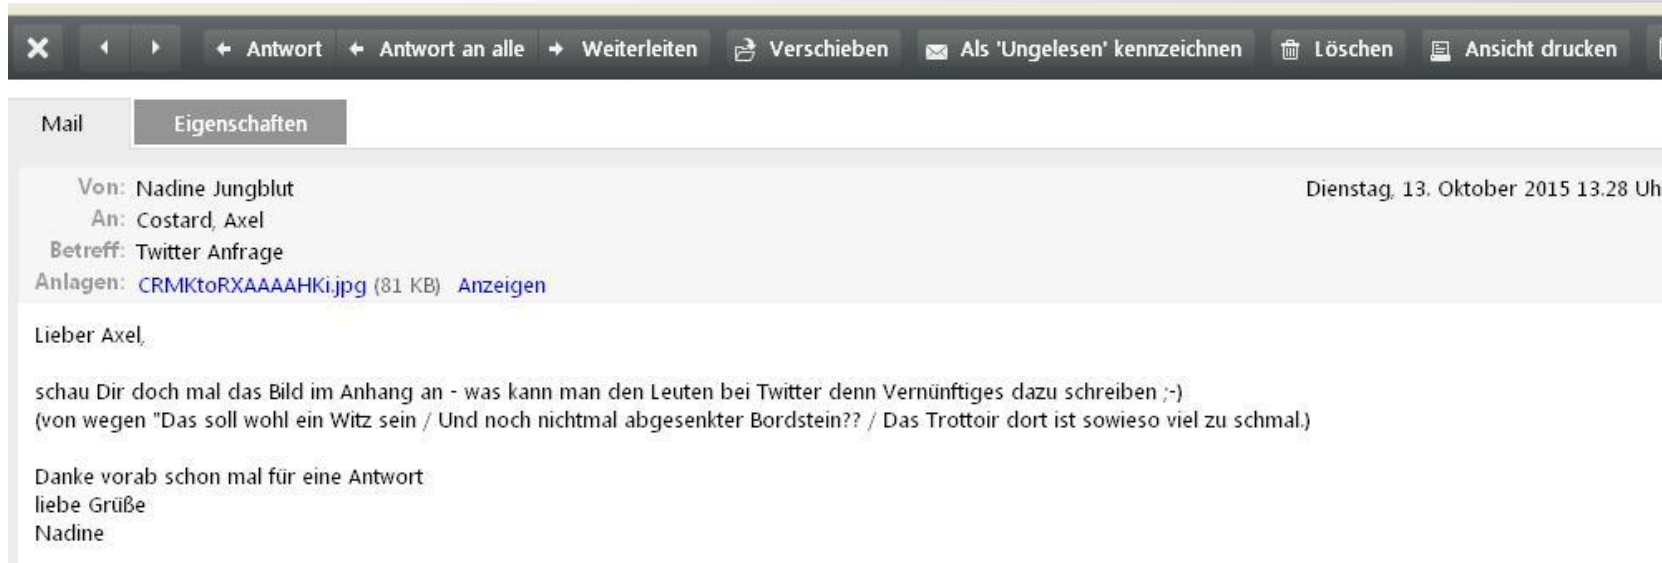 Antwort Antwort an alle Weiterleiten Verschieben Als 'Ungelesen' kennzeichnen Löschen Ansicht drucken
Mail Eigenschaften
Von: Nadine Jungblut Dienstag, 13. Oktober 2015 13.28 Uh
An: Costard, Axel
Betreff: Twitter Anfrage
Anlagen: CRMKtoRXAAAAHKi.jpg (81 KB) Anzeigen
Lieber Axel,
schau Dir doch mal das Bild im Anhang an - was kann man den Leuten bei Twitter denn Vernünftiges dazu schreiben ;-)
(von wegen "Das soll wohl ein Witz sein / Und noch nichtmal abgesenkter Bordstein?? / Das Trottoir dort ist sowieso viel zu schmal.)
Danke vorab schon mal für eine Antwort
liebe Grüße
Nadine